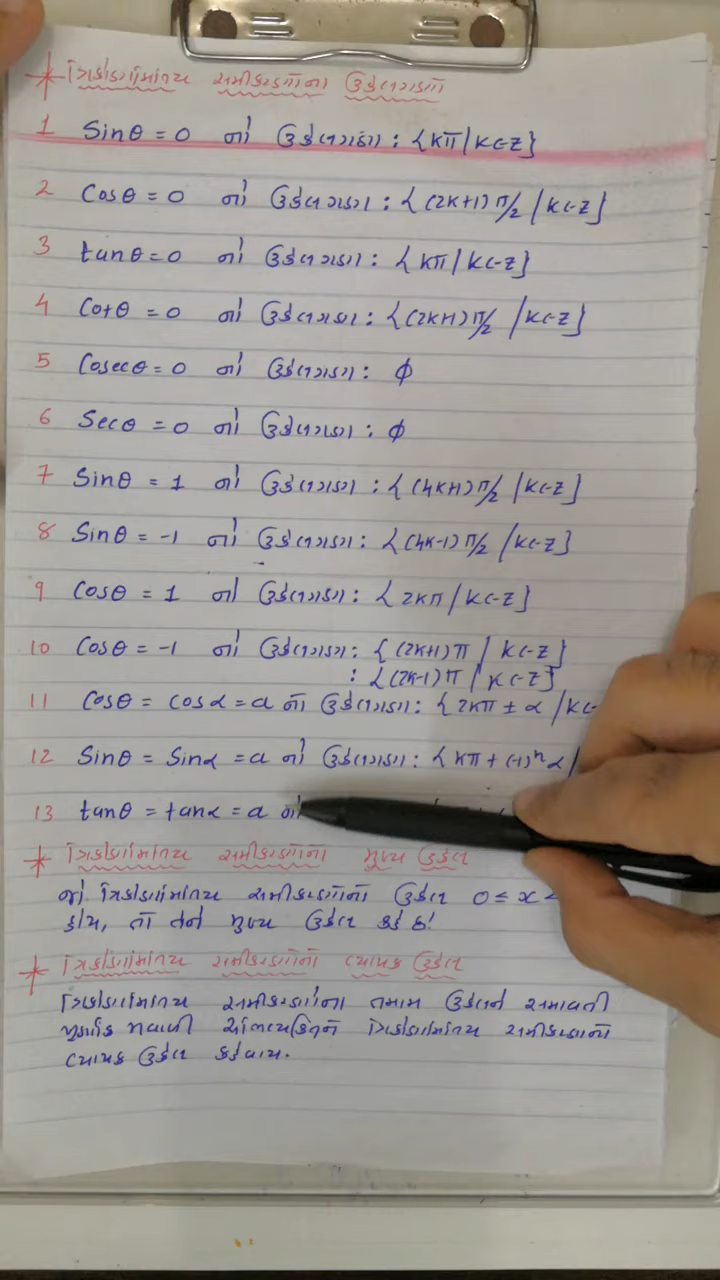 * ત્રિકોણમિતિય સમીકરણોના ઉકેલગણો
1 Sinθ = 0 નો ઉકેલગણ : {kπ/k∈Z}
2 Cosθ = 0 નો ઉકેલગણ : {(2k+1)π/2 /k∈Z}
3 tanθ = 0 નો ઉકેલગણ : {kπ/k∈Z}
4 Cotθ = 0 નો ઉકેલગણ : {(2k+1)π/2 /k∈Z}
5 Cosecθ = 0 નો ઉકેલગણ : ϕ
6 Secθ = 0 નો ઉકેલગણ : ϕ
7 Sinθ = 1 નો ઉકેલગણ : {(4k+1)π/2 /k∈Z}
8 Sinθ = -1 નો ઉકેલગણ : {(4k-1)π/2 /k∈Z}
9 Cosθ = 1 નો ઉકેલગણ : {2kπ/k∈Z}
10 Cosθ = -1 નો ઉકેલગણ : {(2k+1)π / k∈Z}
: {(2k-1)π / k∈Z}
11 Cosθ = cosα = a નો ઉકેલગણ : {2kπ ± α /k∈
12 Sinθ = Sinα = a નો ઉકેલગણ : {kπ + (-1)ⁿα/
13 tanθ = tanα = a નો
* ત્રિકોણમિતિય સમીકરણોના મુખ્ય ઉકેલ
જો ત્રિકોણમિતિય સમીકરણોનો ઉકેલ 0 ≤ x <
હોય, તો તેને મુખ્ય ઉકેલ કહે છે!
* ત્રિકોણમિતિય સમીકરણોનો વ્યાપક ઉકેલ
ત્રિકોણમિતિય સમીકરણોના તમામ ઉકેલને સમાવતી
પૂર્ણાંક મળતી અભિવ્યક્તિને ત્રિકોણમિતિય સમીકરણોનો
વ્યાપક ઉકેલ કહેવાય.